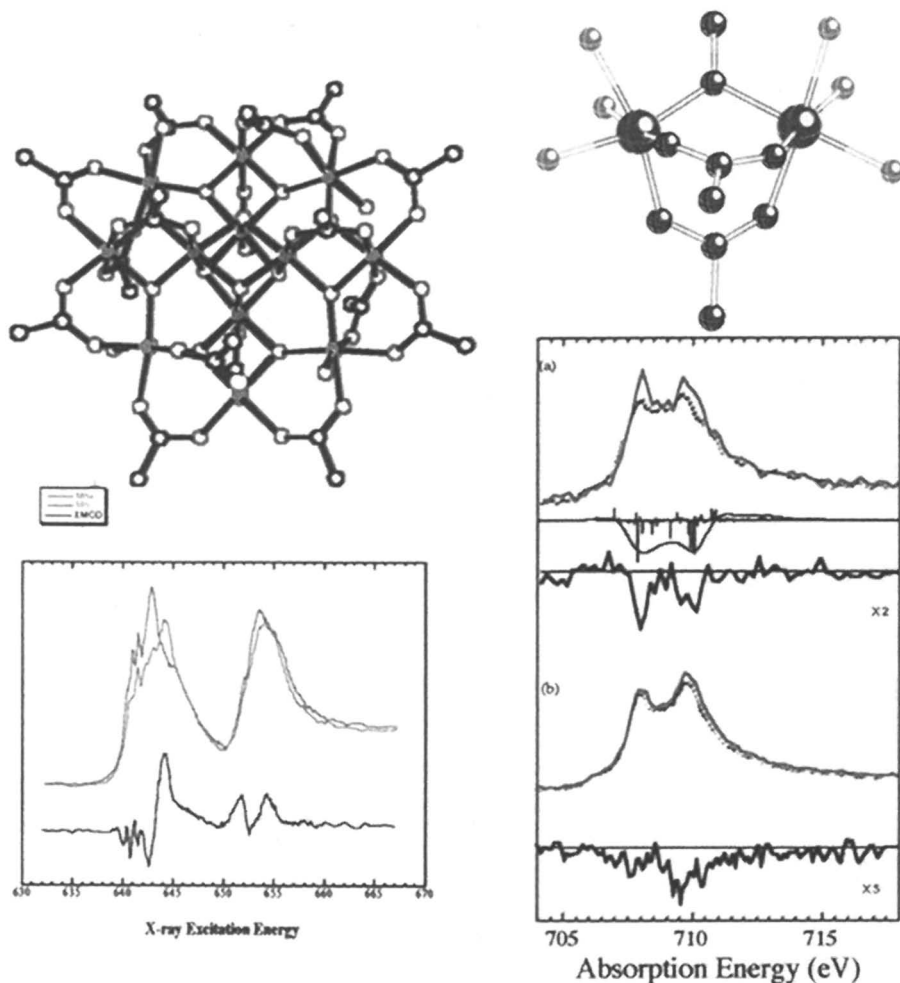 XMCD
630 635 640 645 650 655 660 665 670
X-ray Excitation Energy
(a)
X2
(b)
X5
705 710 715
Absorption Energy (eV)